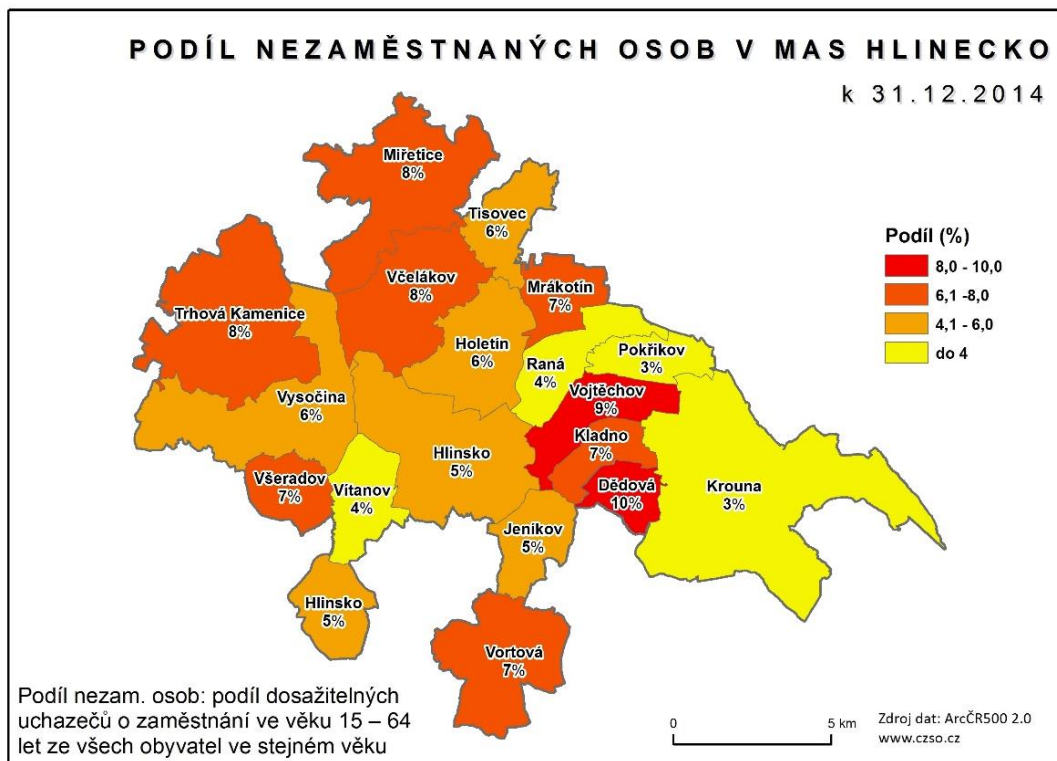 PODÍL NEZAMĚSTNANÝCH OSOB V MAS HLINECKO
k 31.12.2014
Miřetice
8%
Tisovec
6%
Včelákov
8%
Mrákotín
7%
Trhová Kamenice
8%
Holetín
6%
Raná
4%
Pokřikov
3%
Vojtěchov
9%
Vysočina
6%
Kladno
7%
Hlinsko
5%
Všeradov
7%
Vítanov
4%
Dědová
10%
Krouna
3%
Jeníkov
5%
Hlinsko
5%
Vortová
7%
Podíl (%)
8,0 - 10,0
6,1 -8,0
4,1 - 6,0
do 4
Podíl nezam. osob: podíl dosažitelných
uchazečů o zaměstnání ve věku 15 – 64
let ze všech obyvatel ve stejném věku
0 5 km
Zdroj dat: ArcČR500 2.0
www.czso.cz